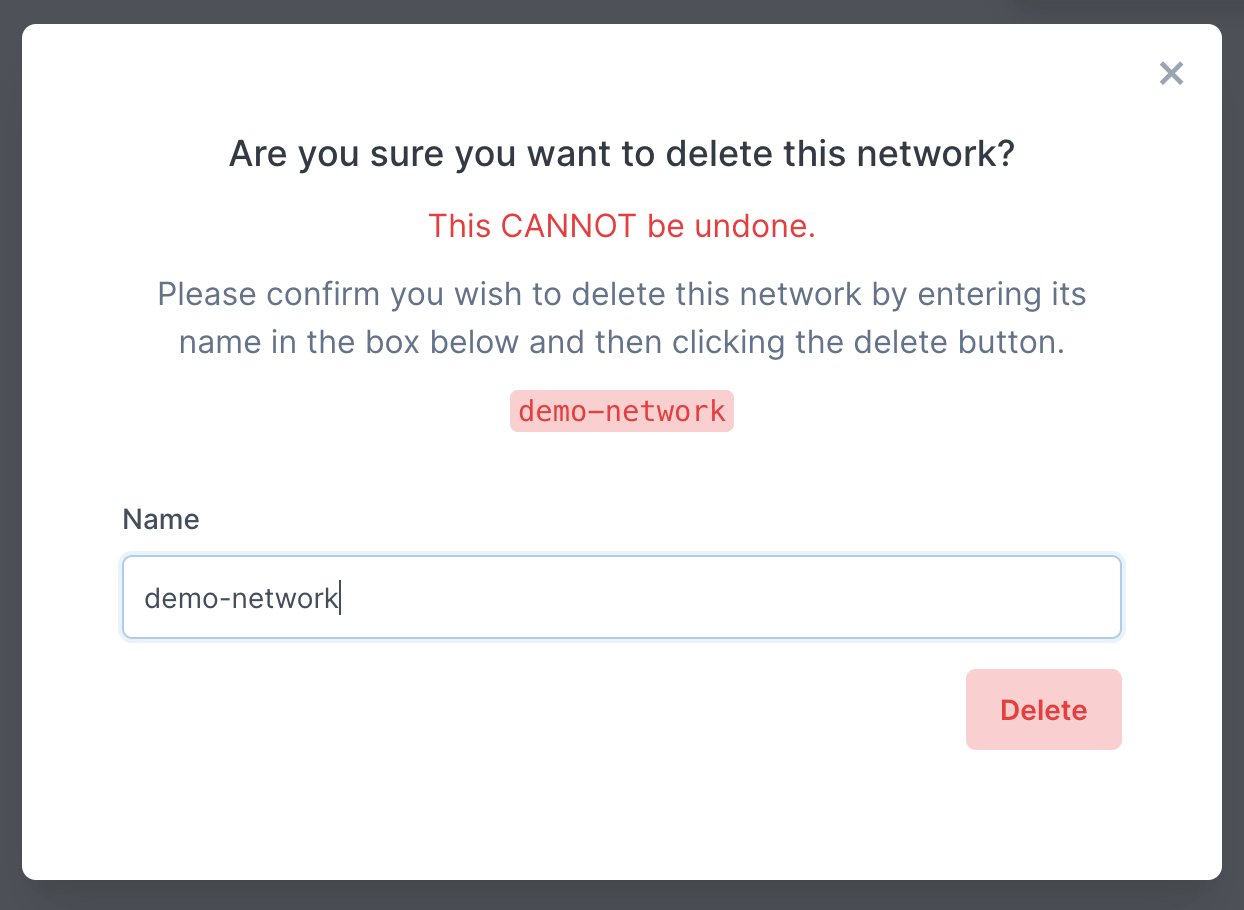 Are you sure you want to delete this network?
This CANNOT be undone.
Please confirm you wish to delete this network by entering its
name in the box below and then clicking the delete button.
demo-network
Name
demo-network
Delete